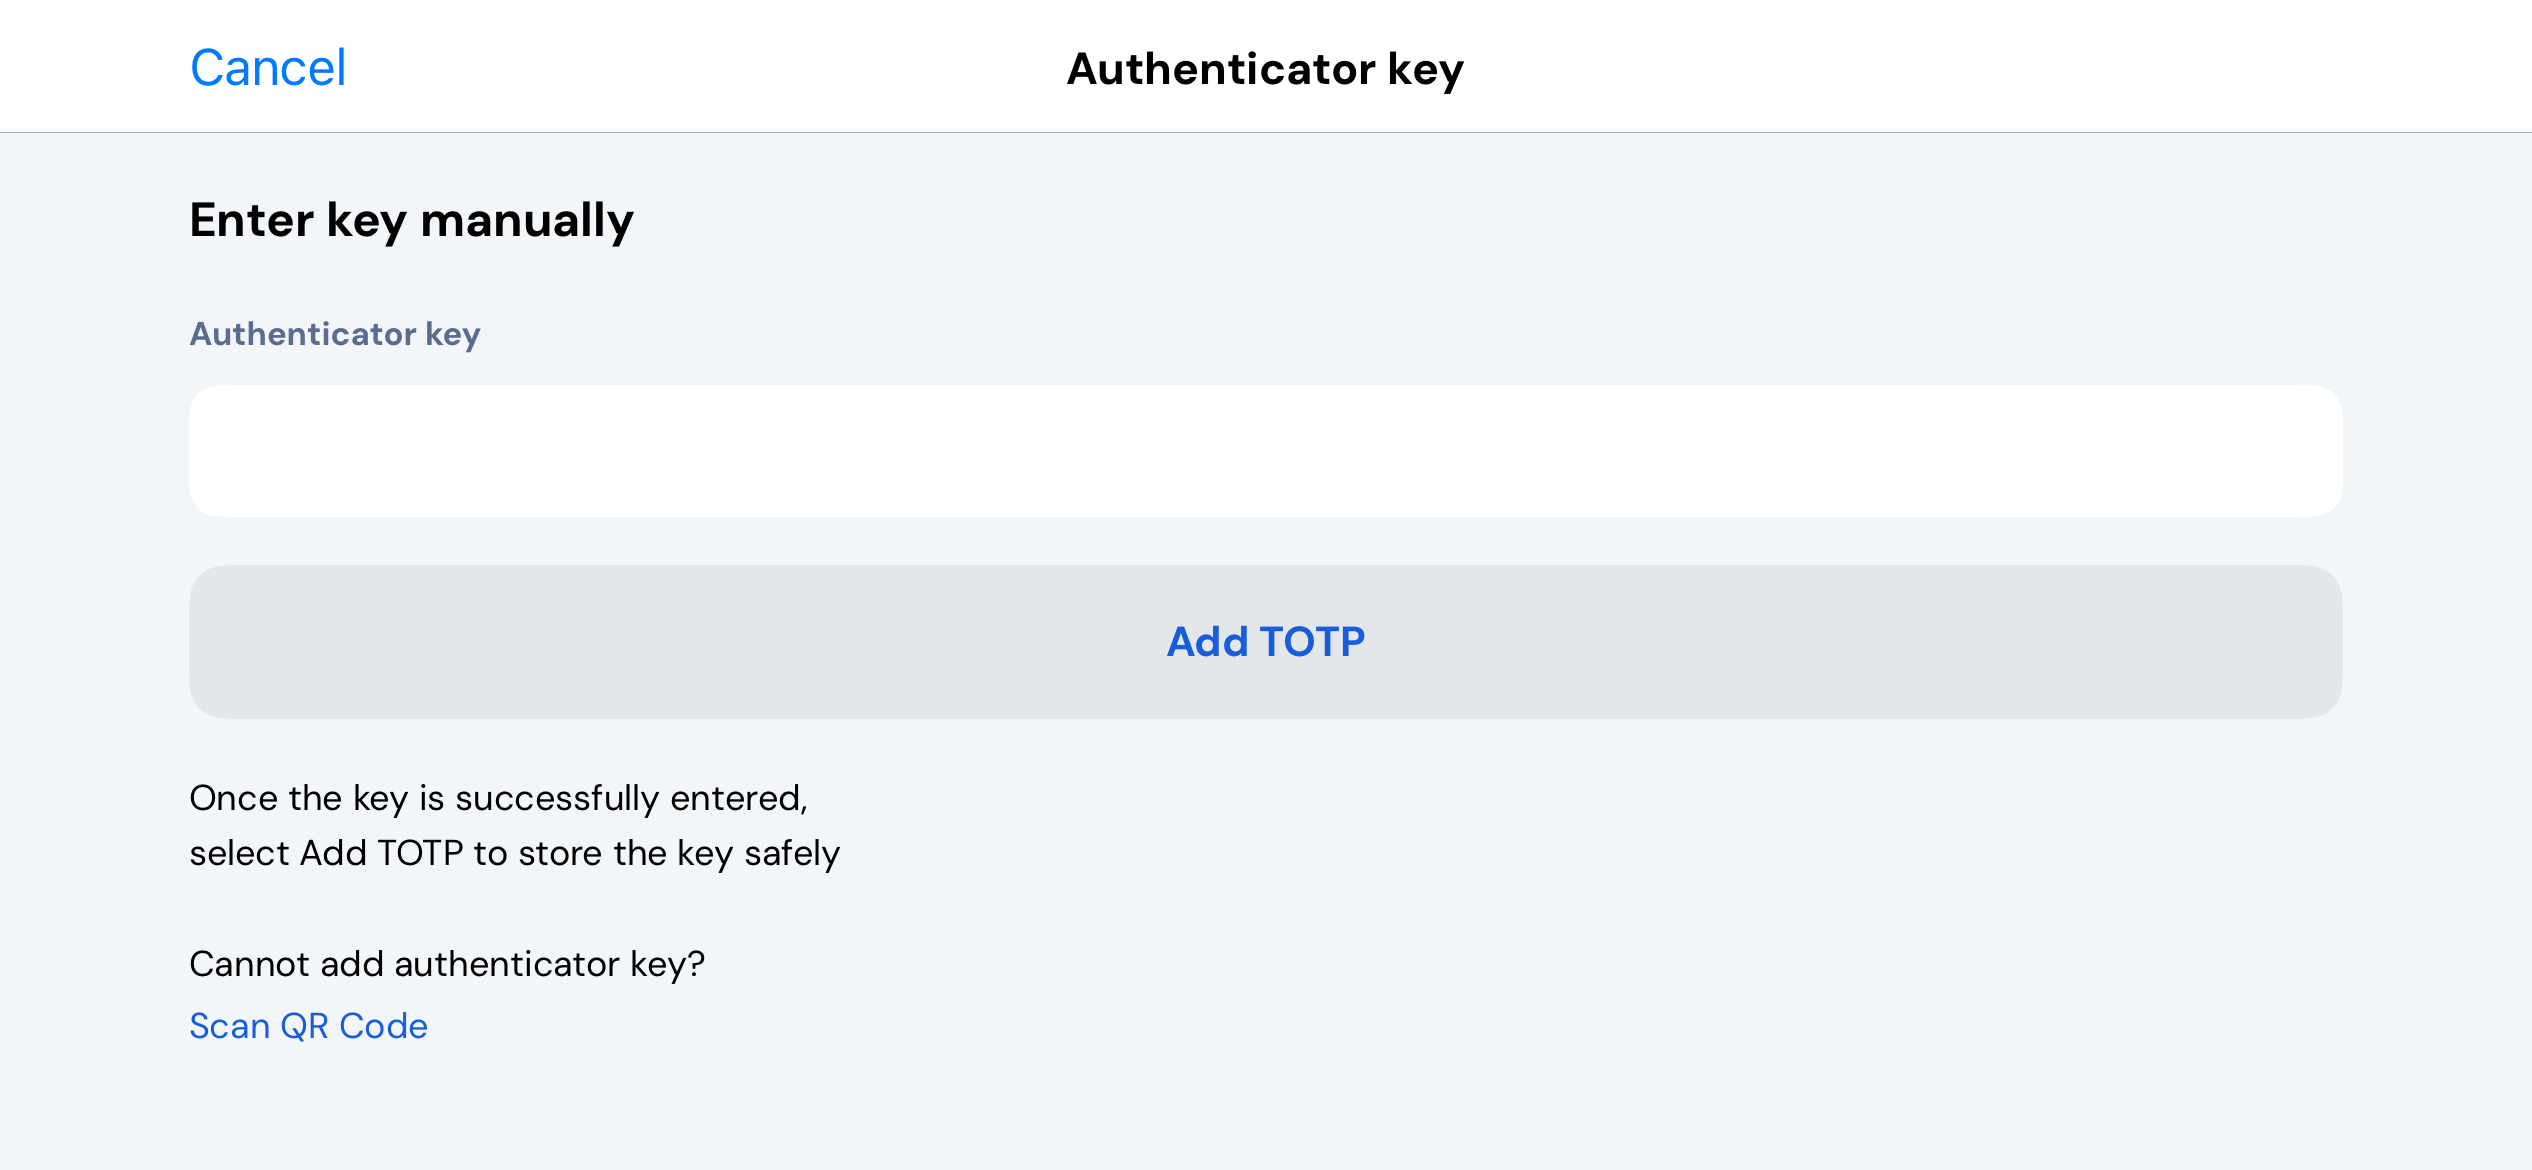 Cancel
Authenticator key
Enter key manually
Authenticator key
Add TOTP
Once the key is successfully entered,
select Add TOTP to store the key safely
Cannot add authenticator key?
Scan QR Code